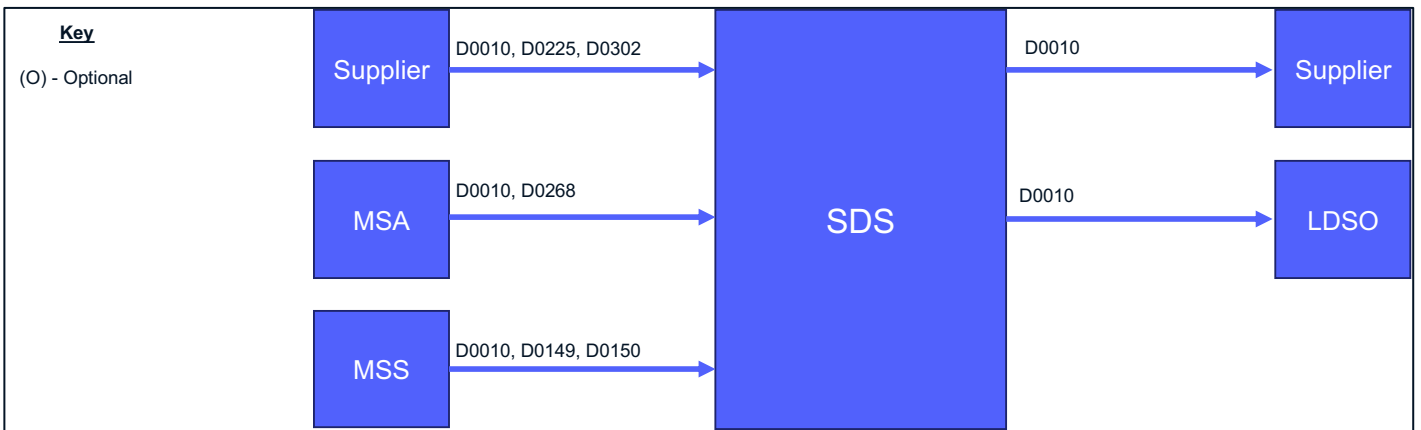 Key
(O) - Optional
Supplier
D0010, D0225, D0302
D0010
Supplier
MSA
D0010, D0268
SDS
D0010
LDSO
MSS
D0010, D0149, D0150